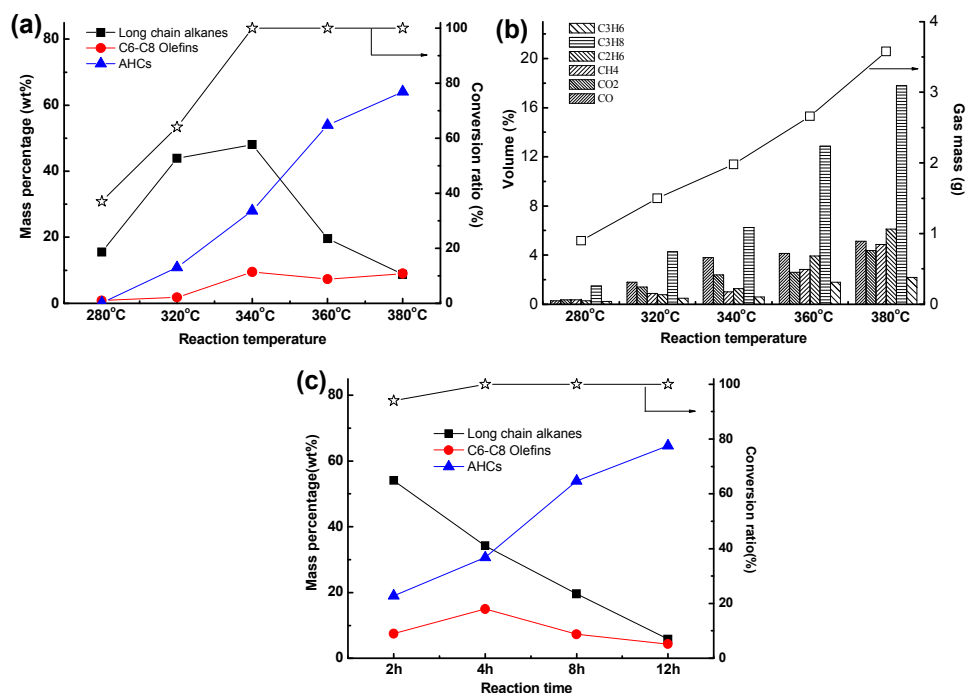 (a)
Long chain alkanes
C6-C8 Olefins
AHCs
Mass percentage (wt%)
80
60
40
20
0
100
80
60
40
20
0
Conversion ratio (%)
280°C 320°C 340°C 360°C 380°C
Reaction temperature
(b)
C3H6
C3H8
C2H6
CH4
CO2
CO
Volume (%)
20
16
12
8
4
0
4
3
2
1
0
Gas mass (g)
280°C 320°C 340°C 360°C 380°C
Reaction temperature
(c)
Long chain alkanes
C6-C8 Olefins
AHCs
Mass percentage(wt%)
80
60
40
20
0
100
80
60
40
20
0
Conversion ratio(%)
2h 4h 8h 12h
Reaction time